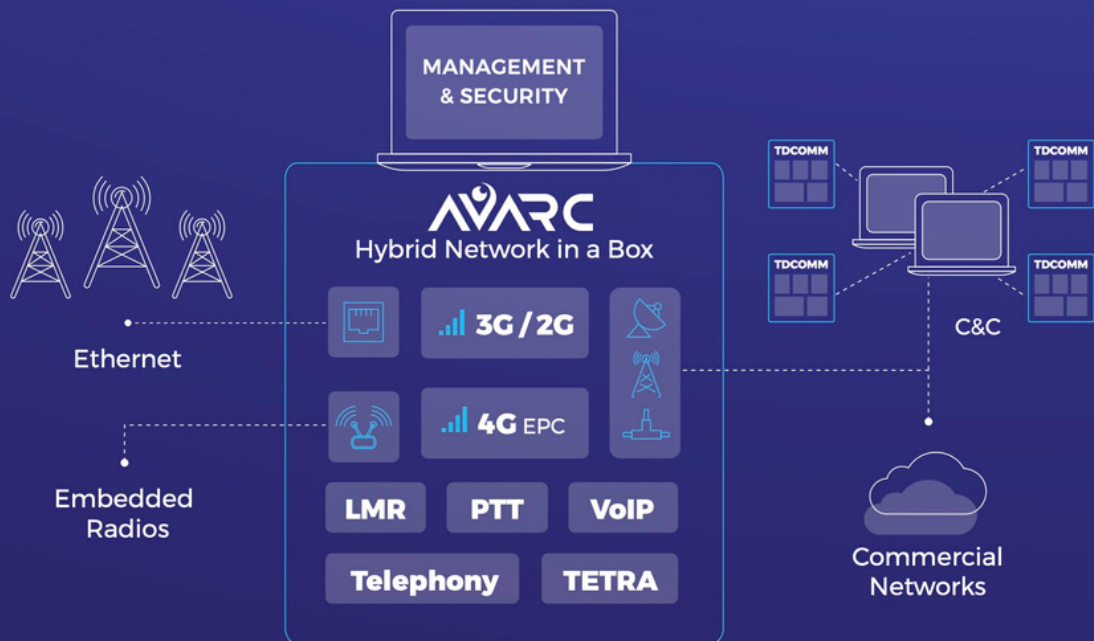 MANAGEMENT
& SECURITY
AVARC
Hybrid Network in a Box
Ethernet
Embedded
Radios
3G / 2G
4G EPC
LMR
PTT
VoIP
Telephony
TETRA
TDCOMM
TDCOMM
TDCOMM
TDCOMM
C&C
Commercial
Networks